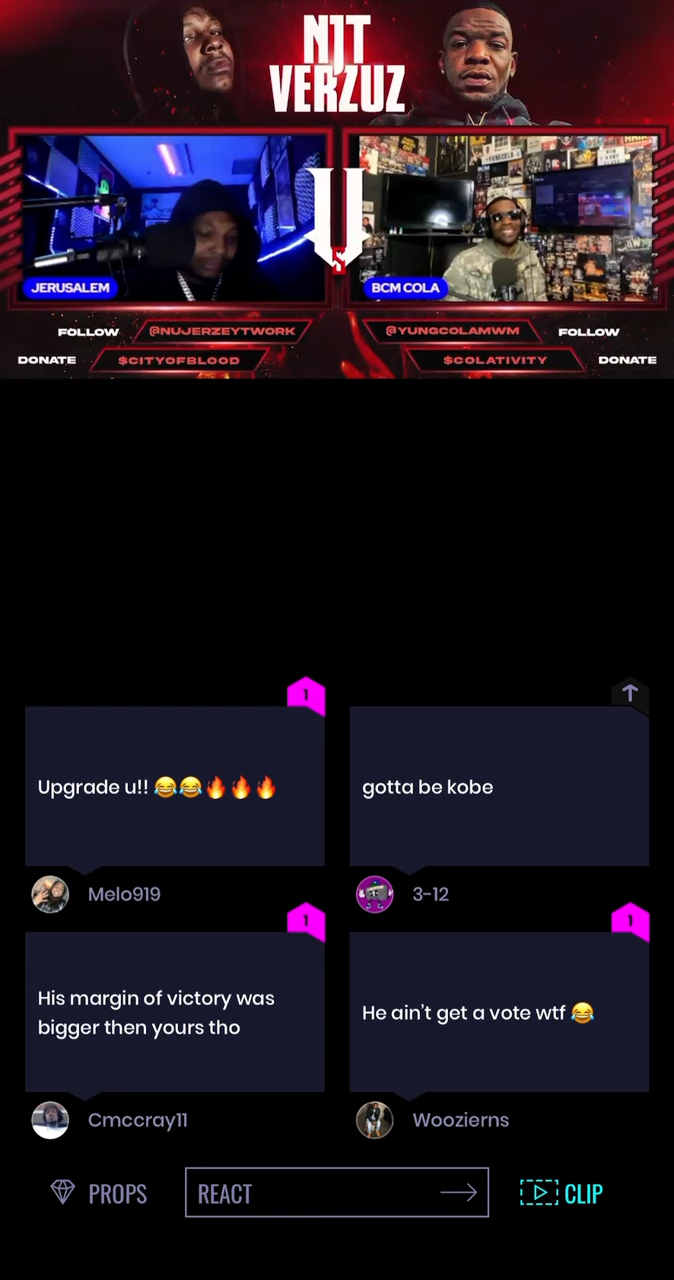 NJT
VERZUZ
VS
JERUSALEM
BCM COLA
FOLLOW @NUJERZEYTWORK @YUNGCOLAMWM FOLLOW
DONATE $CITYOFBLOOD $COLATIVITY DONATE
1
Upgrade u!! 😂😂🔥🔥🔥
Melo919
gotta be kobe
3-12
1
His margin of victory was
bigger then yours tho
Cmccray11
1
He ain't get a vote wtf 😂
Woozierns
PROPS
REACT
CLIP